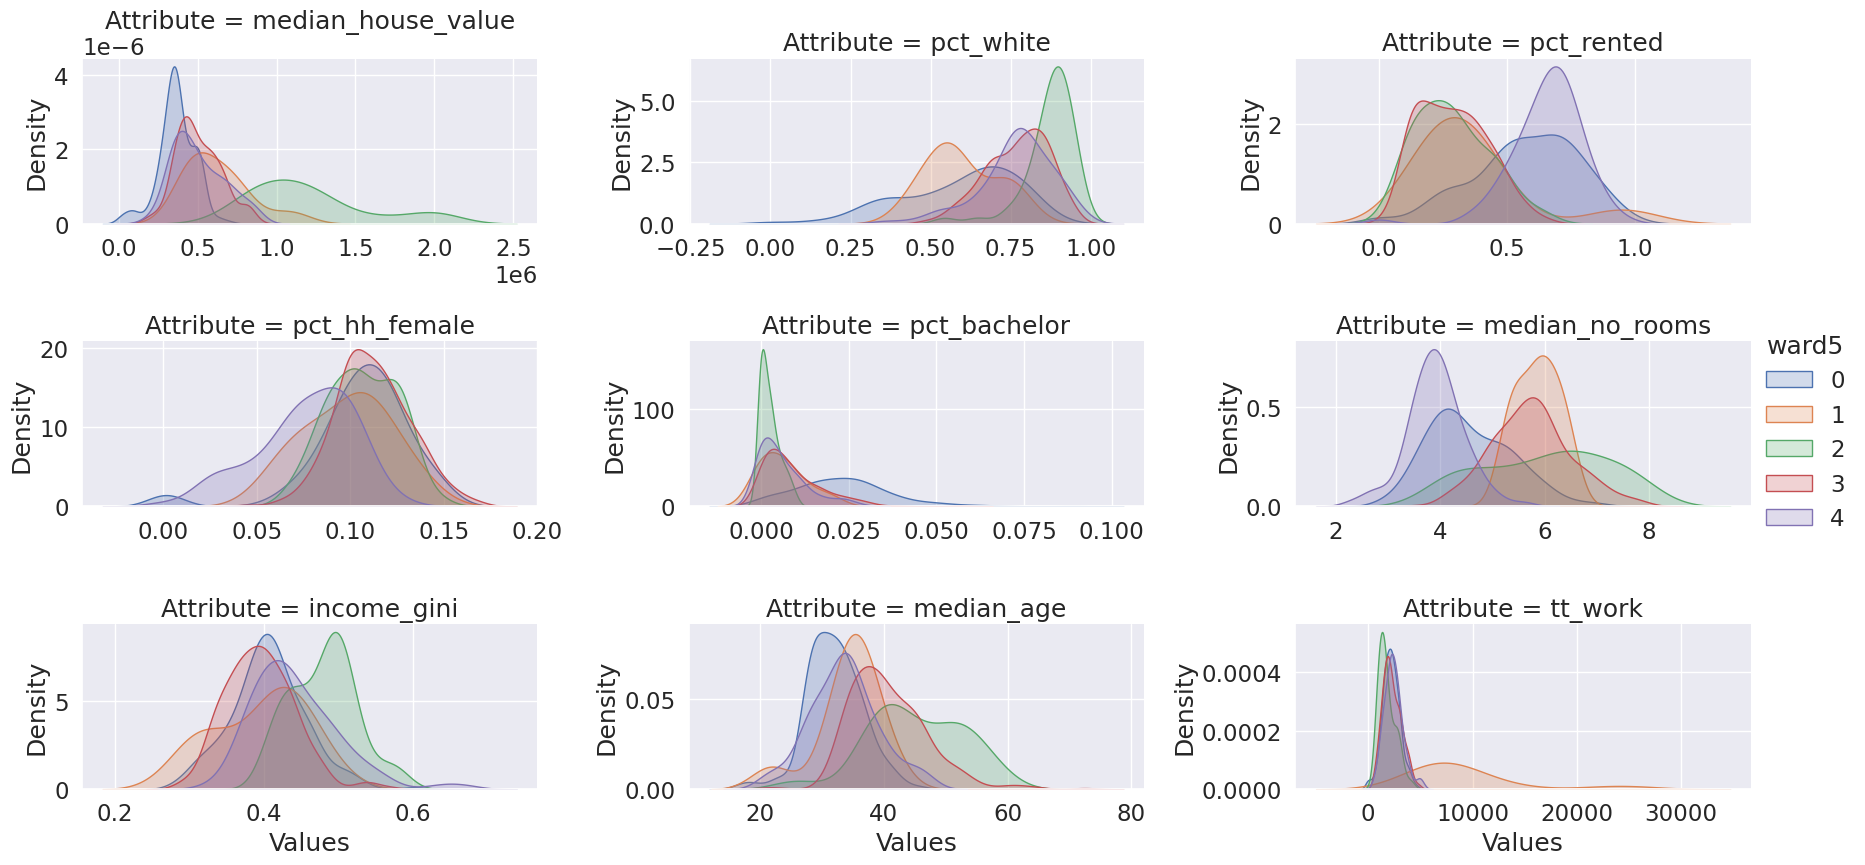 Attribute = median_house_value
1e−6
Density
4
2
0
0.0 0.5 1.0 1.5 2.0 2.5
1e6
Attribute = pct_white
Density
5.0
2.5
0.0
−0.25 0.00 0.25 0.50 0.75 1.00
Attribute = pct_rented
Density
2
0
0.0 0.5 1.0
Attribute = pct_hh_female
Density
20
10
0
0.00 0.05 0.10 0.15 0.20
Attribute = pct_bachelor
Density
100
0
0.000 0.025 0.050 0.075 0.100
Attribute = median_no_rooms
Density
0.5
0.0
2 4 6 8
ward5
0
1
2
3
4
Attribute = income_gini
Density
5
0
0.2 0.4 0.6
Values
Attribute = median_age
Density
0.05
0.00
20 40 60 80
Values
Attribute = tt_work
Density
0.0004
0.0002
0.0000
0 10000 20000 30000
Values